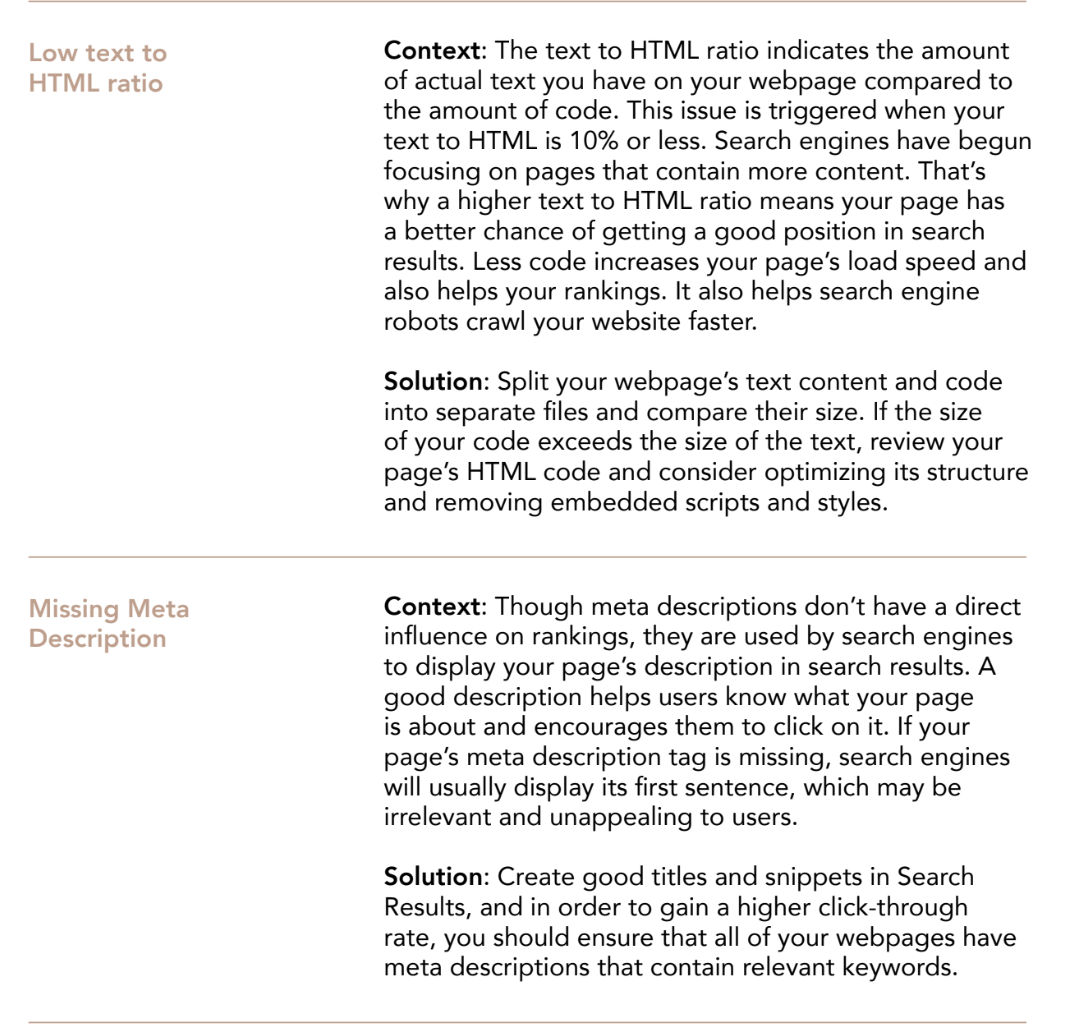 Low text to
HTML ratio
Context: The text to HTML ratio indicates the amount
of actual text you have on your webpage compared to
the amount of code. This issue is triggered when your
text to HTML is 10% or less. Search engines have begun
focusing on pages that contain more content. That’s
why a higher text to HTML ratio means your page has
a better chance of getting a good position in search
results. Less code increases your page’s load speed and
also helps your rankings. It also helps search engine
robots crawl your website faster.
Solution: Split your webpage’s text content and code
into separate files and compare their size. If the size
of your code exceeds the size of the text, review your
page’s HTML code and consider optimizing its structure
and removing embedded scripts and styles.
Missing Meta
Description
Context: Though meta descriptions don’t have a direct
influence on rankings, they are used by search engines
to display your page’s description in search results. A
good description helps users know what your page
is about and encourages them to click on it. If your
page’s meta description tag is missing, search engines
will usually display its first sentence, which may be
irrelevant and unappealing to users.
Solution: Create good titles and snippets in Search
Results, and in order to gain a higher click-through
rate, you should ensure that all of your webpages have
meta descriptions that contain relevant keywords.